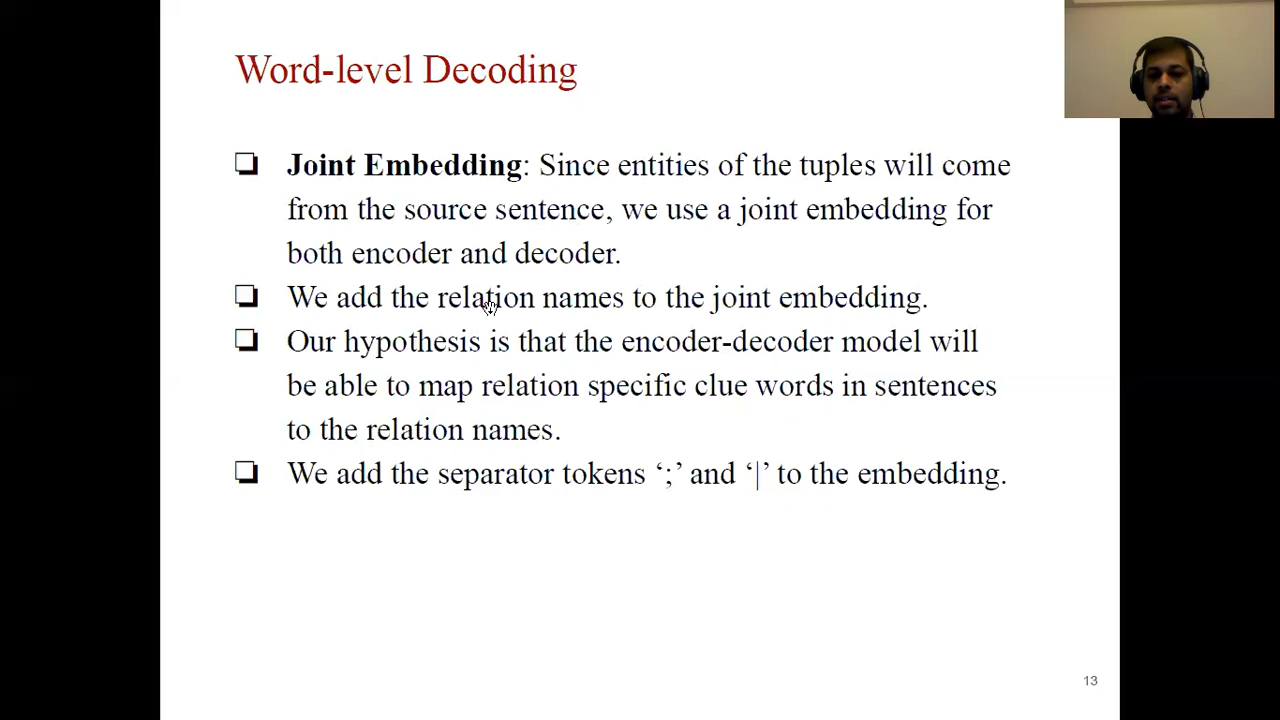 Word-level Decoding
Joint Embedding: Since entities of the tuples will come
from the source sentence, we use a joint embedding for
both encoder and decoder.
We add the relation names to the joint embedding.
Our hypothesis is that the encoder-decoder model will
be able to map relation specific clue words in sentences
to the relation names.
We add the separator tokens ‘;’ and ‘|’ to the embedding.
13